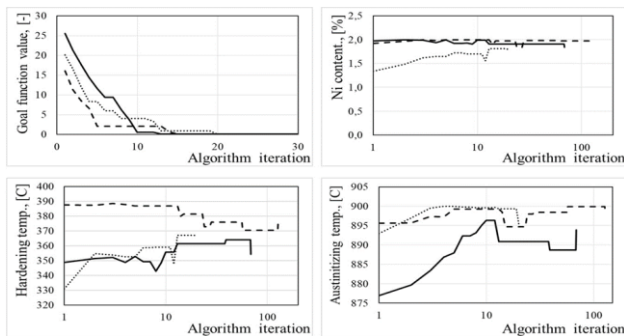 Goal function value, [-]
30
25
20
15
10
5
0
0 10 20 30
Algorithm iteration
Ni content., [%]
2,5
2,0
1,5
1,0
0,5
0,0
1 10 100
Algorithm iteration
Hardening temp., [C]
400
390
380
370
360
350
340
330
320
1 10 100
Algorithm iteration
Austinitizing temp., [C]
905
900
895
890
885
880
875
1 10 100
Algorithm iteration